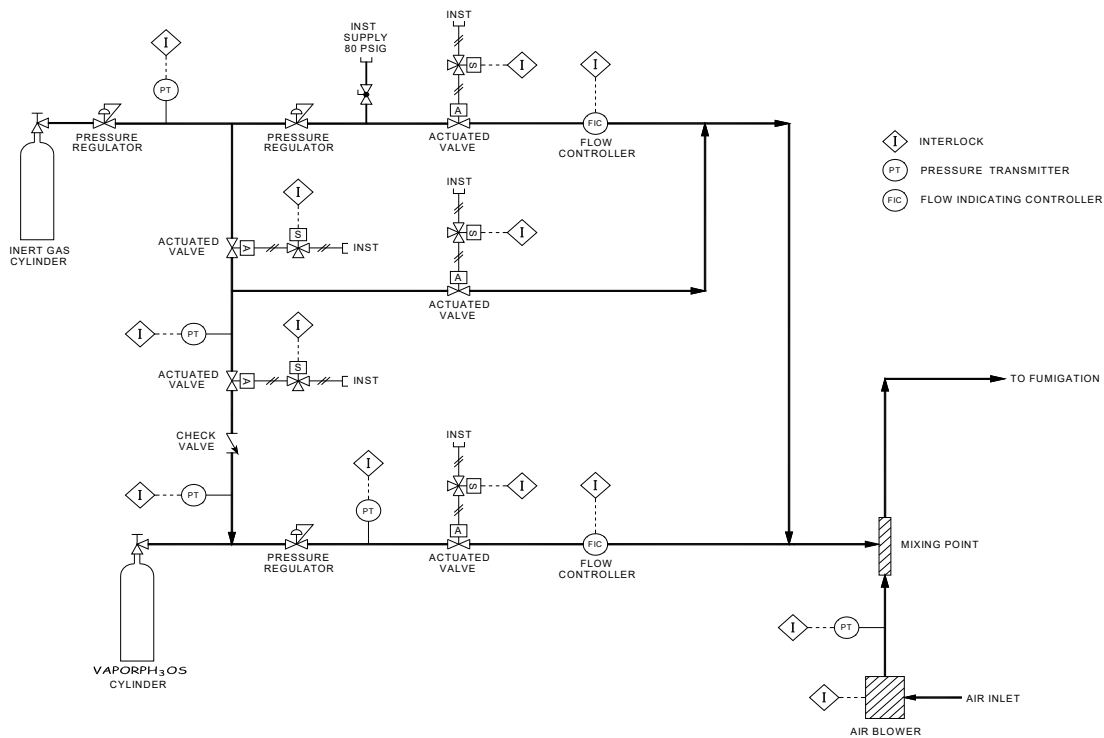 INST
INST
SUPPLY
80 PSIG
I
S
I
I
PT
A
FIC
PRESSURE
REGULATOR
PRESSURE
REGULATOR
ACTUATED
VALVE
FLOW
CONTROLLER
I
INTERLOCK
PT
PRESSURE TRANSMITTER
FIC
FLOW INDICATING CONTROLLER
INERT GAS
CYLINDER
I
S
ACTUATED
VALVE
A
INST
INST
S
I
A
ACTUATED
VALVE
I
PT
I
S
ACTUATED
VALVE
A
INST
TO FUMIGATION
CHECK
VALVE
I
PT
INST
I
PT
S
I
A
I
FIC
PRESSURE
REGULATOR
ACTUATED
VALVE
FLOW
CONTROLLER
MIXING POINT
VAPORPH₃OS
CYLINDER
I
PT
I
AIR INLET
AIR BLOWER